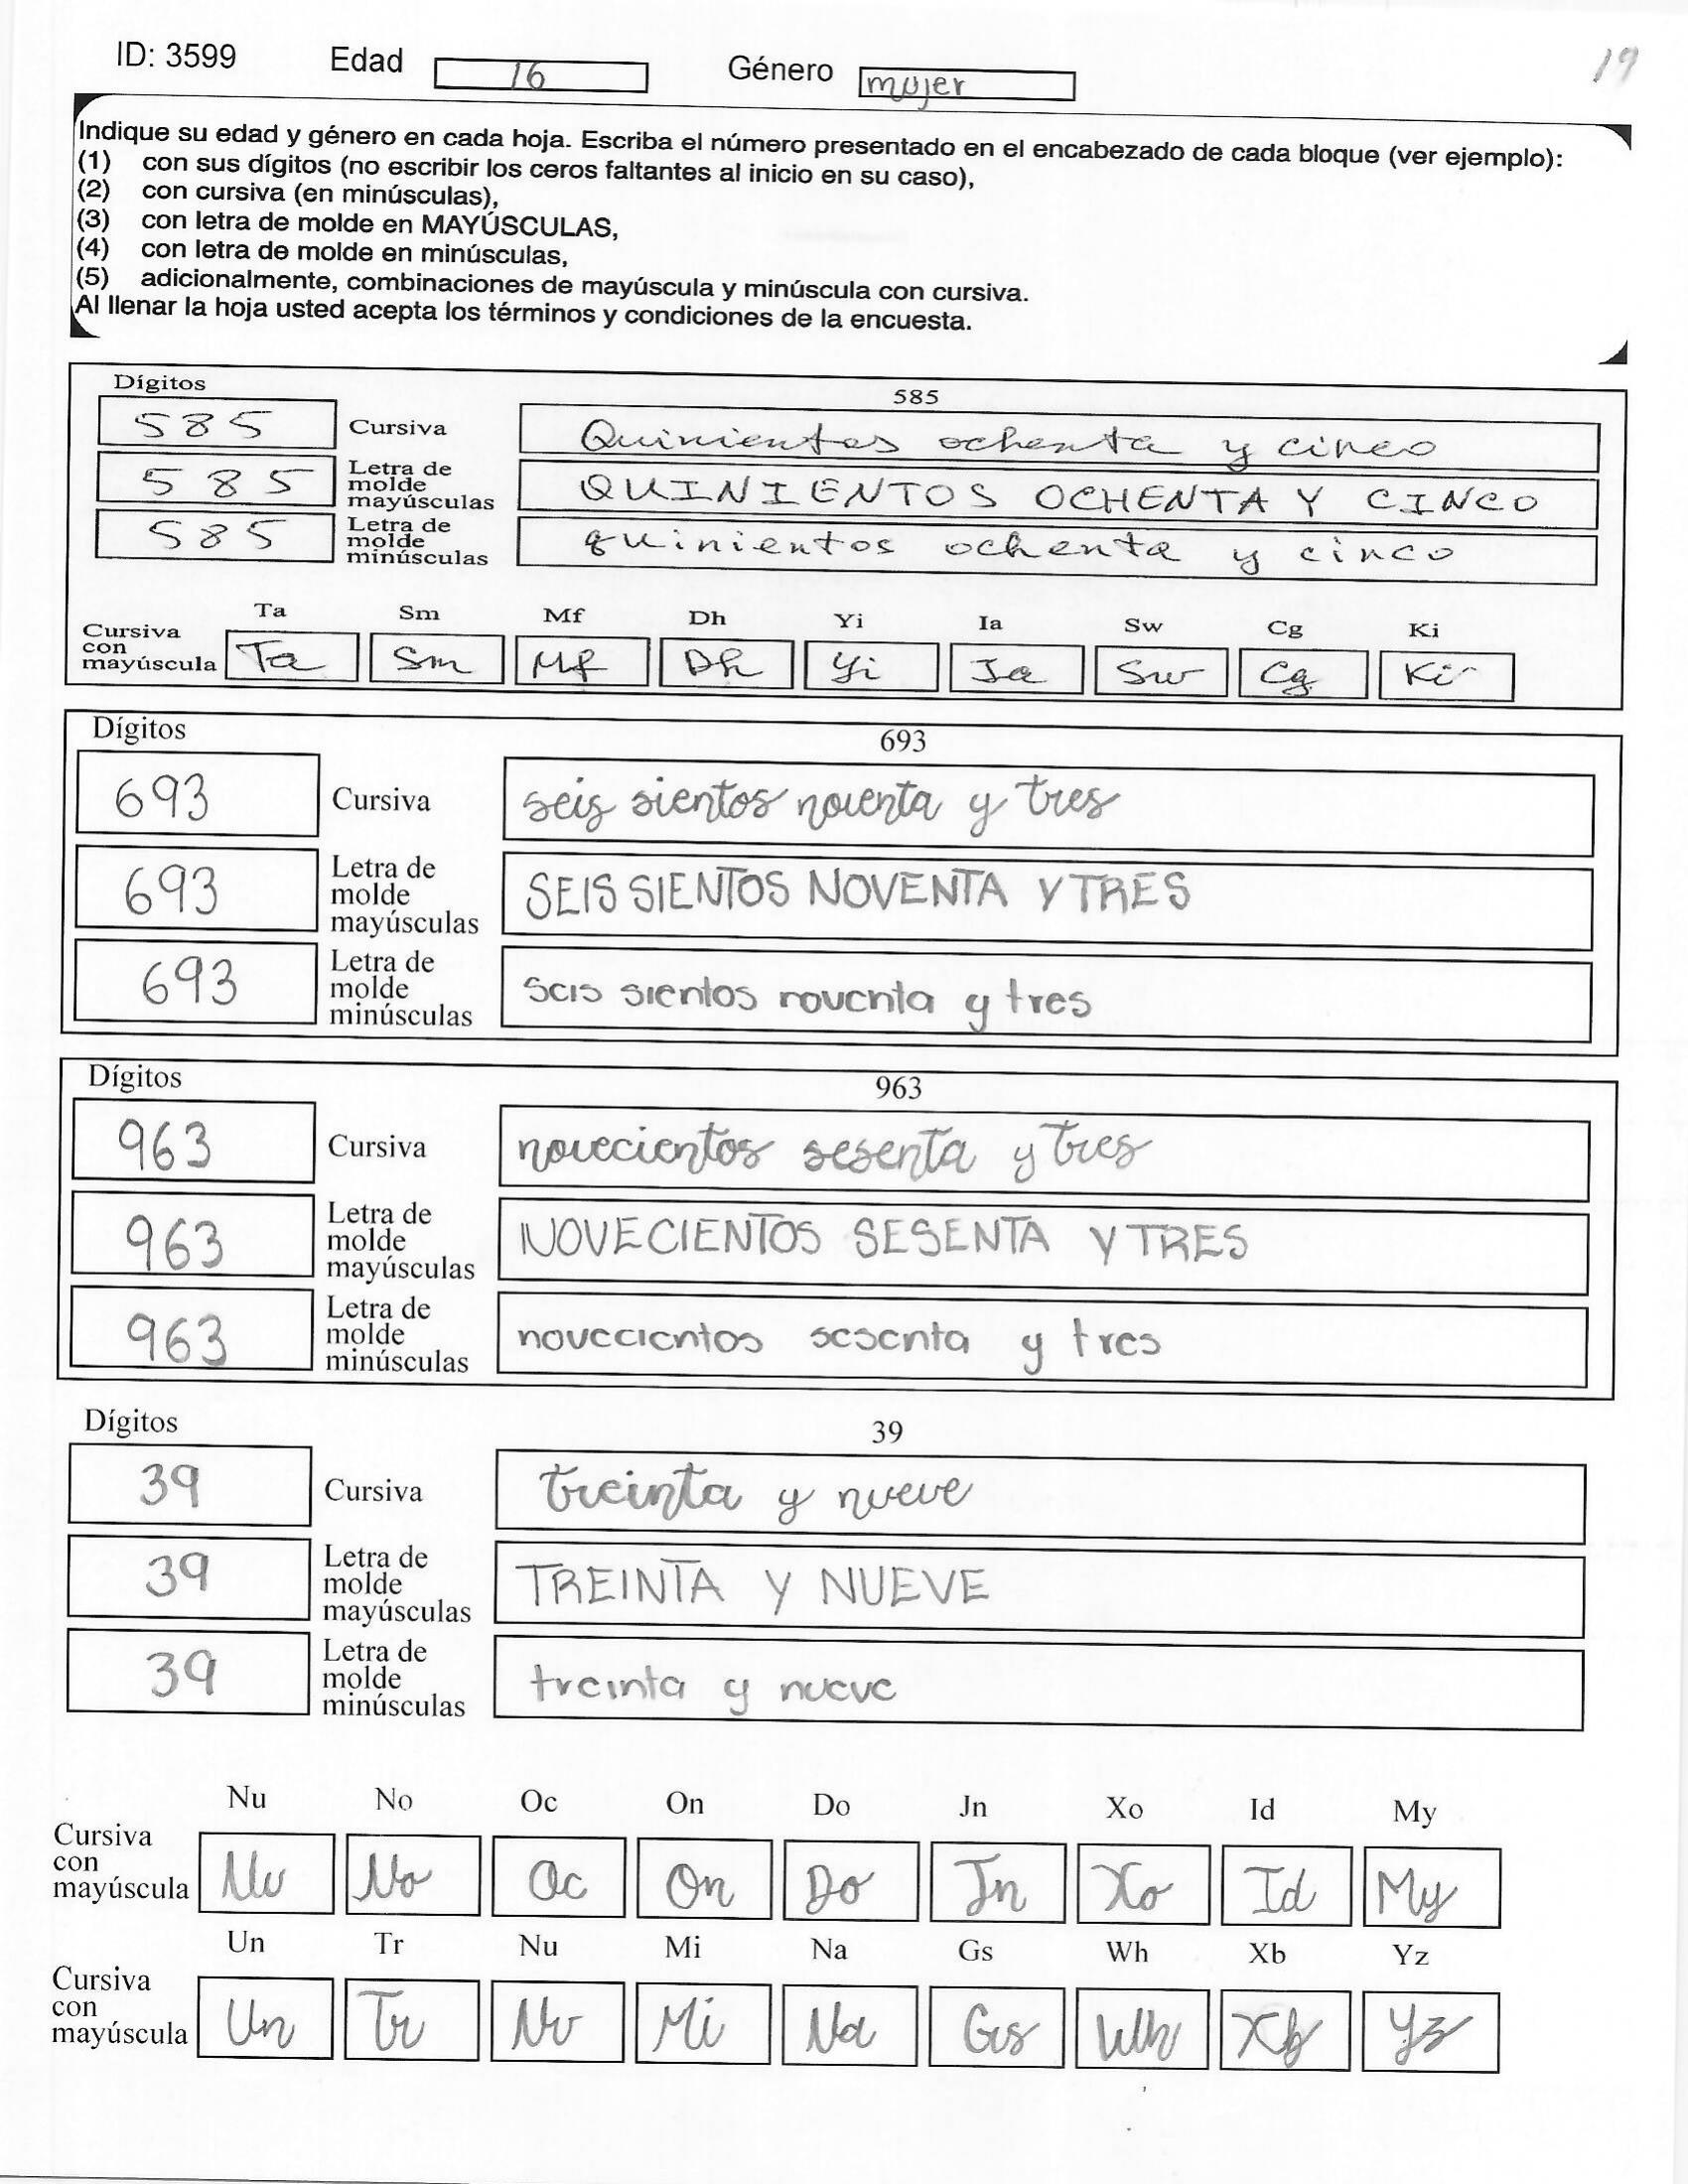 ID: 3599 Edad 16 Género mujer 19
Indique su edad y género en cada hoja. Escriba el número presentado en el encabezado de cada bloque (ver ejemplo):
(1) con sus dígitos (no escribir los ceros faltantes al inicio en su caso),
(2) con cursiva (en minúsculas),
(3) con letra de molde en MAYÚSCULAS,
(4) con letra de molde en minúsculas,
(5) adicionalmente, combinaciones de mayúscula y minúscula con cursiva.
Al llenar la hoja usted acepta los términos y condiciones de la encuesta.
Dígitos 585
585 Cursiva Quinientos ochenta y cinco
585 Letra de molde mayúsculas QUINIENTOS OCHENTA Y CINCO
585 Letra de molde minúsculas quinientos ochenta y cinco
Ta Sm Mf Dh Yi Ia Sw Cg Ki
Cursiva con mayúscula Ta Sm Mf Dh Yi Ia Sw Cg Ki
Dígitos 693
693 Cursiva seis sientos noventa y tres
693 Letra de molde mayúsculas SEIS SIENTOS NOVENTA Y TRES
693 Letra de molde minúsculas seis sientos noventa y tres
Dígitos 963
963 Cursiva novecientos sesenta y tres
963 Letra de molde mayúsculas NOVECIENTOS SESENTA Y TRES
963 Letra de molde minúsculas novecientos sesenta y tres
Dígitos 39
39 Cursiva treinta y nueve
39 Letra de molde mayúsculas TREINTA Y NUEVE
39 Letra de molde minúsculas treinta y nueve
Nu No Oc On Do Jn Xo Id My
Cursiva con mayúscula Nu No Oc On Do Jn Xo Id My
Un Tr Nu Mi Na Gs Wh Xb Yz
Cursiva con mayúscula Un Tr Nu Mi Na Gs Wh Xb Yz